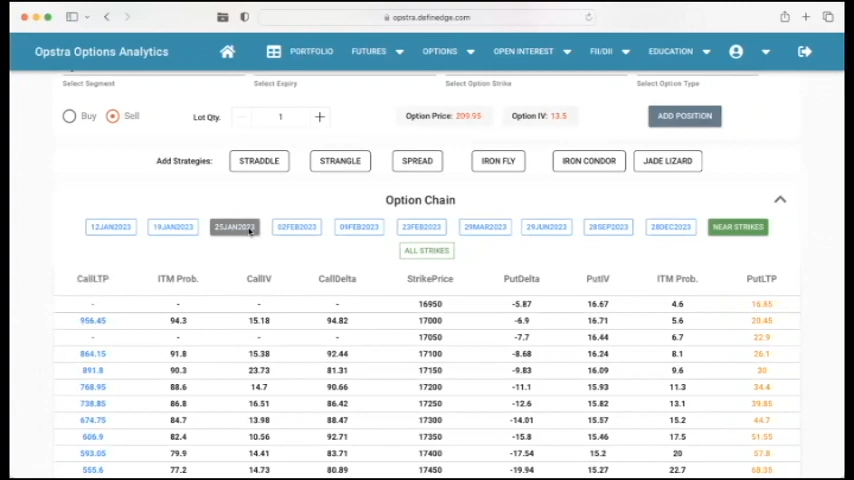 opstra.definedge.com
Opstra Options Analytics PORTFOLIO FUTURES OPTIONS OPEN INTEREST FII/DII EDUCATION
Select Segment Select Expiry Select Option Strike Select Option Type
Buy Sell Lot Qty. 1 + Option Price: 209.95 Option IV: 13.5 ADD POSITION
Add Strategies: STRADDLE STRANGLE SPREAD IRON FLY IRON CONDOR JADE LIZARD
Option Chain
12JAN2023 19JAN2023 25JAN2023 02FEB2023 09FEB2023 23FEB2023 29MAR2023 29JUN2023 28SEP2023 28DEC2023 NEAR STRIKES
ALL STRIKES
CallLTP ITM Prob. CallIV CallDelta StrikePrice PutDelta PutIV ITM Prob. PutLTP
- - - - 16950 -5.87 16.67 4.6 16.85
956.45 94.3 15.18 94.82 17000 -6.9 16.71 5.6 20.45
- - - - 17050 -7.7 16.44 6.7 22.9
864.15 91.8 15.38 92.44 17100 -8.68 16.24 8.1 26.1
891.8 90.3 23.73 81.31 17150 -9.83 16.09 9.6 30
768.95 88.6 14.7 90.66 17200 -11.1 15.93 11.3 34.4
738.85 86.8 16.51 86.42 17250 -12.6 15.82 13.1 39.85
674.75 84.7 13.98 88.47 17300 -14.01 15.57 15.2 44.7
606.9 82.4 10.56 92.71 17350 -15.8 15.46 17.5 51.55
593.05 79.9 14.41 83.71 17400 -17.54 15.2 20 57.8
555.6 77.2 14.73 80.89 17450 -19.94 15.27 22.7 68.35